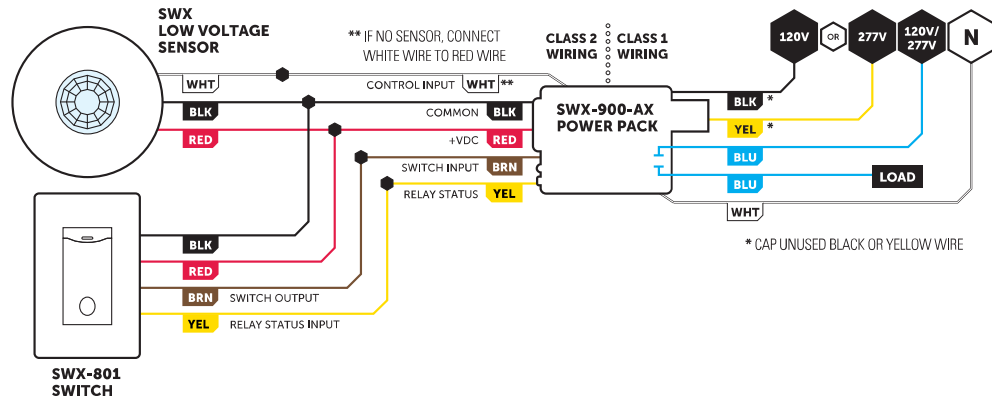 SWX
LOW VOLTAGE
SENSOR
** IF NO SENSOR, CONNECT
WHITE WIRE TO RED WIRE
CLASS 2
WIRING
CLASS 1
WIRING
120V
OR
277V
120V/
277V
N
WHT
CONTROL INPUT
WHT **
BLK
COMMON
BLK
RED
+VDC
RED
SWITCH INPUT
BRN
RELAY STATUS
YEL
SWX-900-AX
POWER PACK
BLK *
YEL *
BLU
BLU
LOAD
WHT
* CAP UNUSED BLACK OR YELLOW WIRE
BLK
RED
BRN
SWITCH OUTPUT
YEL
RELAY STATUS INPUT
SWX-801
SWITCH